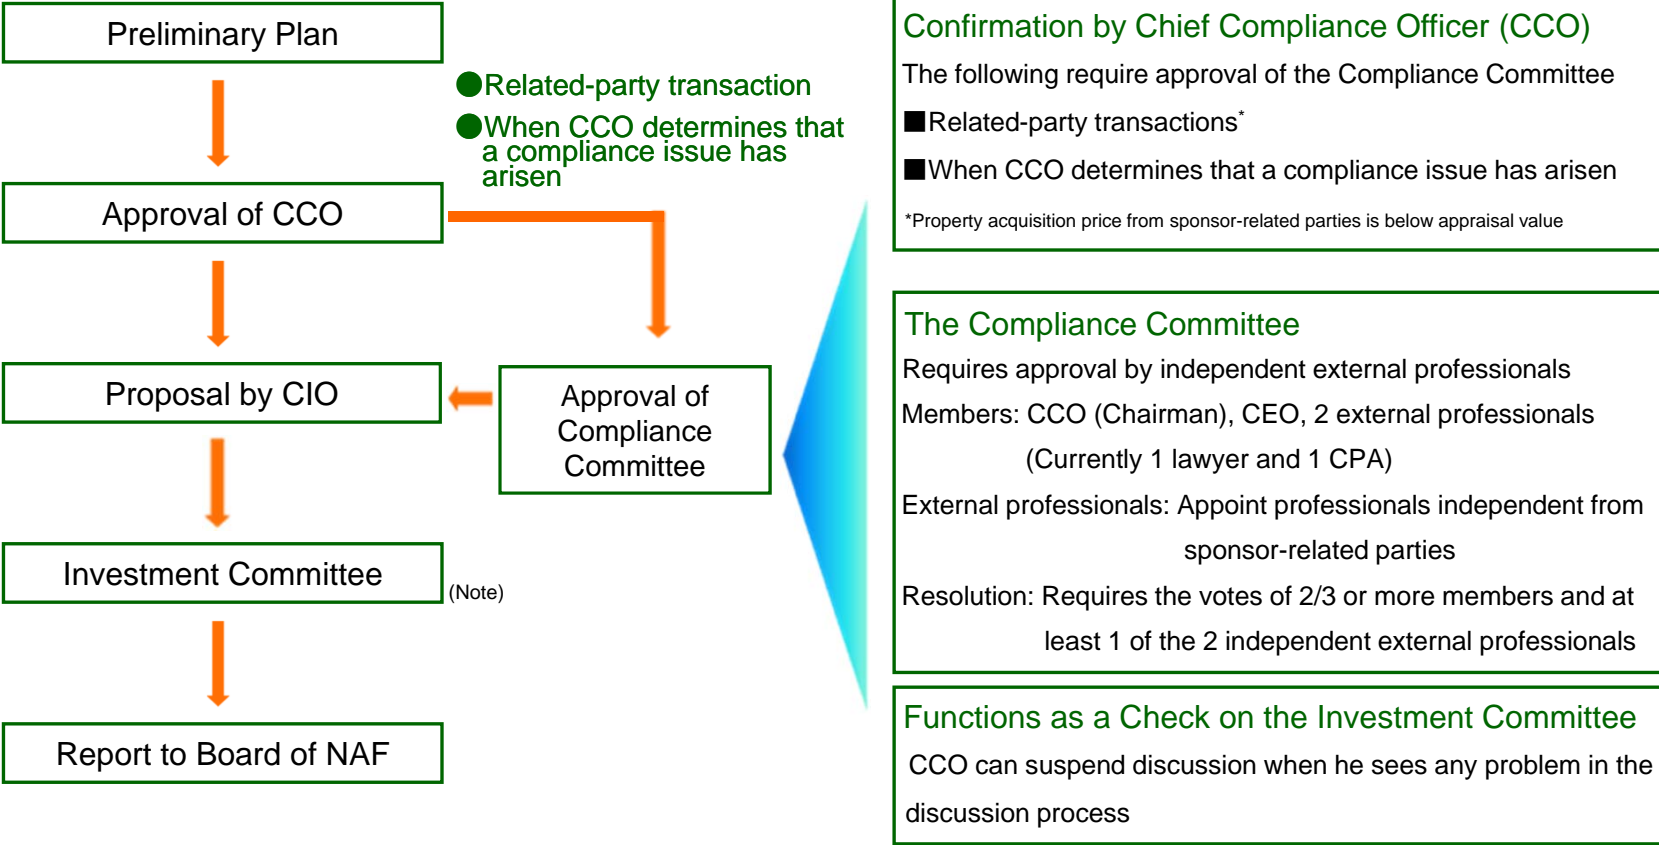 Preliminary Plan
●Related-party transaction
●When CCO determines that
a compliance issue has
arisen
Approval of CCO
Proposal by CIO
Approval of
Compliance
Committee
Investment Committee
(Note)
Report to Board of NAF
Confirmation by Chief Compliance Officer (CCO)
The following require approval of the Compliance Committee
■Related-party transactions*
■When CCO determines that a compliance issue has arisen
*Property acquisition price from sponsor-related parties is below appraisal value
The Compliance Committee
Requires approval by independent external professionals
Members: CCO (Chairman), CEO, 2 external professionals
(Currently 1 lawyer and 1 CPA)
External professionals: Appoint professionals independent from
sponsor-related parties
Resolution: Requires the votes of 2/3 or more members and at
least 1 of the 2 independent external professionals
Functions as a Check on the Investment Committee
CCO can suspend discussion when he sees any problem in the
discussion process